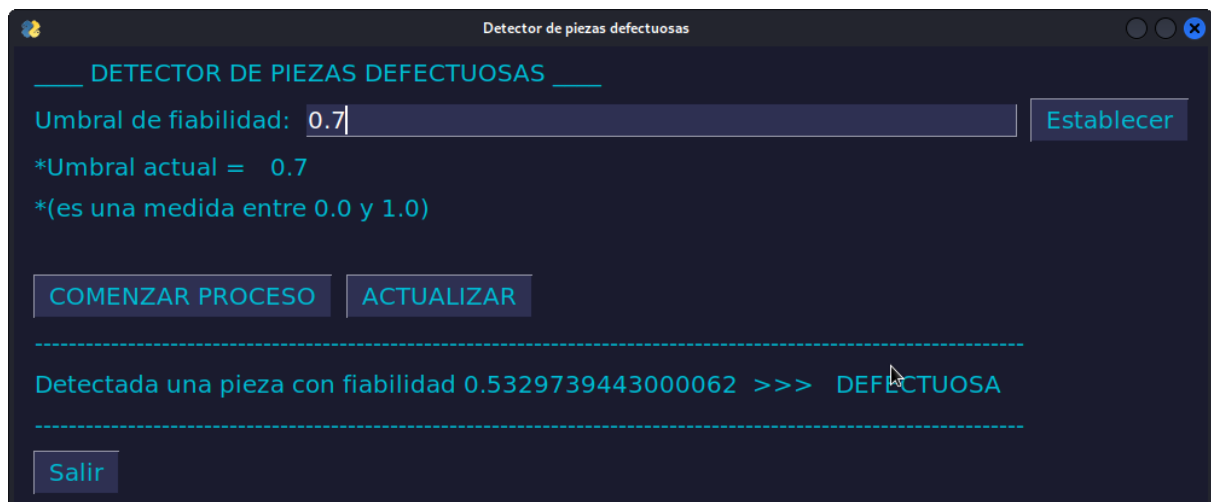 Detector de piezas defectuosas
____ DETECTOR DE PIEZAS DEFECTUOSAS ____
Umbral de fiabilidad: 0.7 Establecer
*Umbral actual = 0.7
*(es una medida entre 0.0 y 1.0)
COMENZAR PROCESO ACTUALIZAR
Detectada una pieza con fiabilidad 0.5329739443000062 >>> DEFECTUOSA
Salir